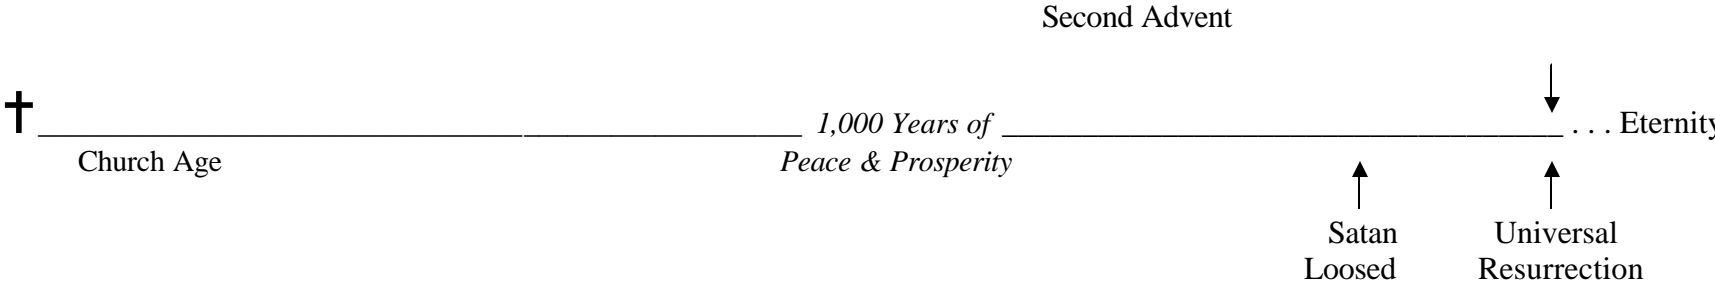 Second Advent
1,000 Years of ... Eternity
Church Age Peace & Prosperity
Satan Universal
Loosed Resurrection